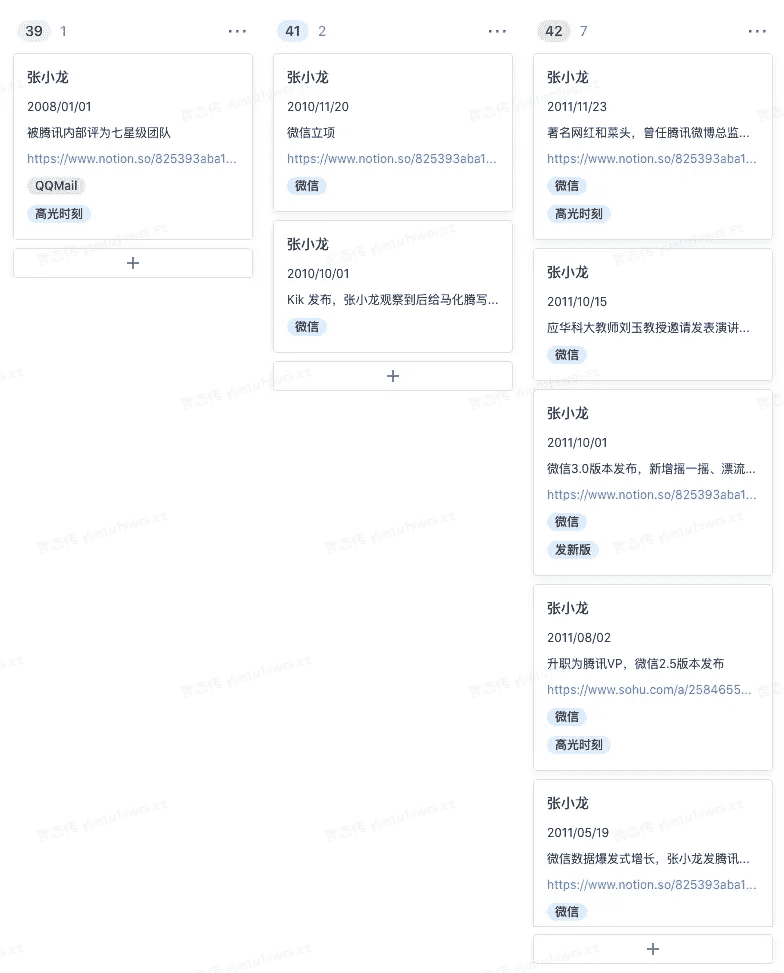 39 1 ···
张小龙
2008/01/01
被腾讯内部评为七星级团队
https://www.notion.so/825393aba1...
QQMail
高光时刻
+
41 2 ···
张小龙
2010/11/20
微信立项
https://www.notion.so/825393aba1...
微信
张小龙
2010/10/01
Kik 发布，张小龙观察到后给马化腾写...
微信
+
42 7 ···
张小龙
2011/11/23
著名网红和菜头，曾任腾讯微博总监...
https://www.notion.so/825393aba1...
微信
高光时刻
张小龙
2011/10/15
应华科大教师刘玉教授邀请发表演讲...
微信
张小龙
2011/10/01
微信3.0版本发布，新增摇一摇、漂流...
https://www.notion.so/825393aba1...
微信
发新版
张小龙
2011/08/02
升职为腾讯VP，微信2.5版本发布
https://www.sohu.com/a/2584655...
微信
高光时刻
张小龙
2011/05/19
微信数据爆发式增长，张小龙发腾讯...
https://www.notion.so/825393aba1...
微信
+